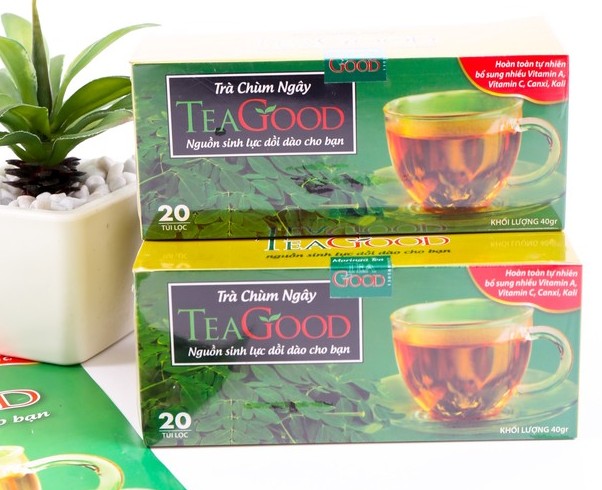 GOOD
Hoàn toàn tự nhiên
bổ sung nhiều Vitamin A,
Vitamin C, Canxi, Kali
Trà Chùm Ngây
TEAGOOD
Nguồn sinh lực dồi dào cho bạn
20
TÚI LỌC
KHỐI LƯỢNG 40gr
TEAGOOD
nguồn sinh lực dồi dào cho bạn
GOOD
Hoàn toàn tự nhiên
bổ sung nhiều Vitamin A,
Vitamin C, Canxi, Kali
Trà Chùm Ngây
TEAGOOD
Nguồn sinh lực dồi dào cho bạn
20
TÚI LỌC
KHỐI LƯỢNG 40gr
bạn